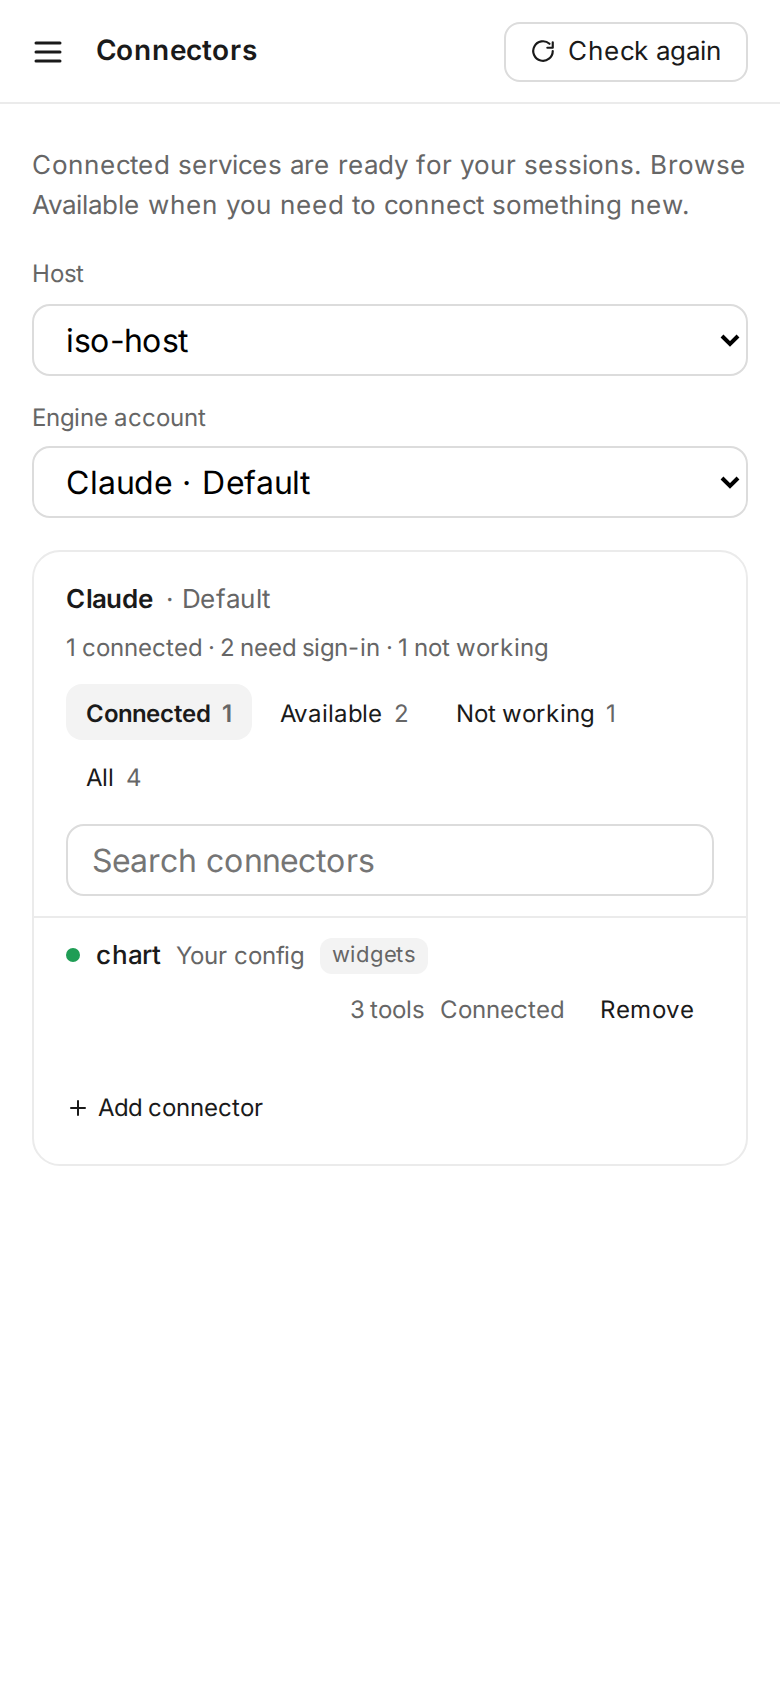 Connectors
Check again
Connected services are ready for your sessions. Browse
Available when you need to connect something new.
Host
iso-host
Engine account
Claude · Default
Claude · Default
1 connected · 2 need sign-in · 1 not working
Connected 1 Available 2 Not working 1
All 4
Search connectors
chart Your config widgets
3 tools Connected Remove
+ Add connector